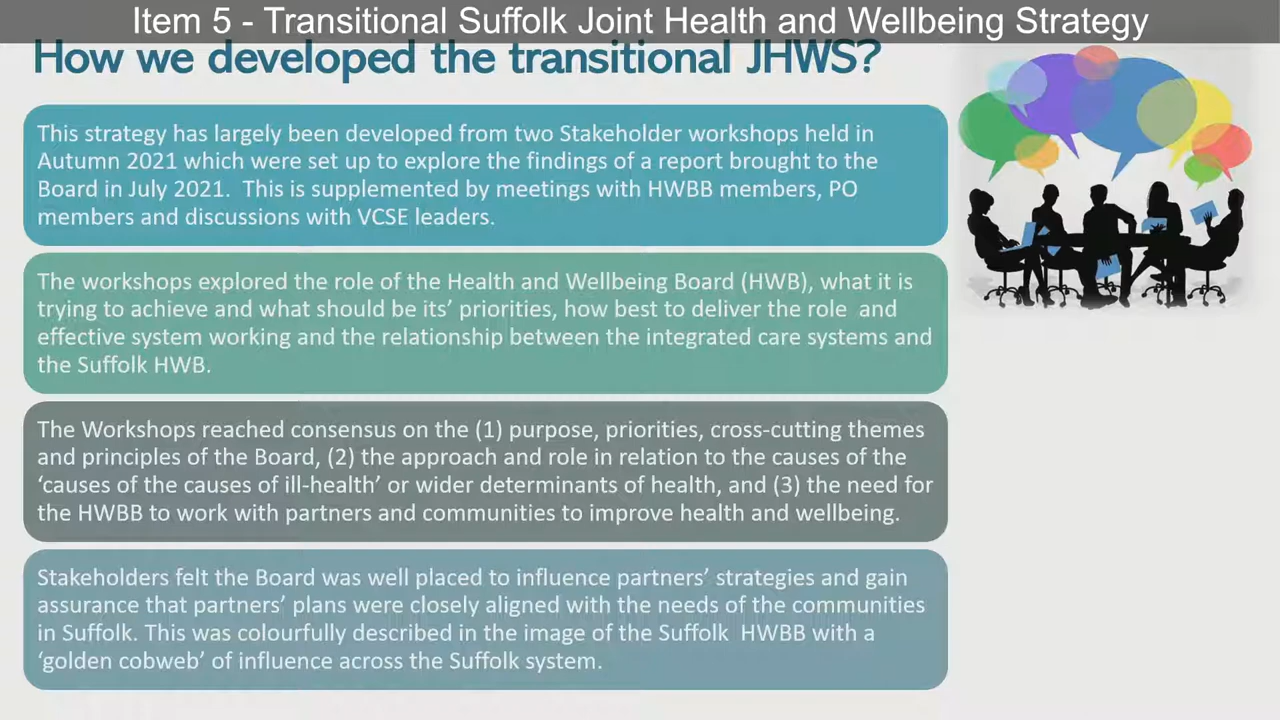 Item 5 - Transitional Suffolk Joint Health and Wellbeing Strategy
How we developed the transitional JHWS?
This strategy has largely been developed from two Stakeholder workshops held in
Autumn 2021 which were set up to explore the findings of a report brought to the
Board in July 2021.  This is supplemented by meetings with HWBB members, PO
members and discussions with VCSE leaders.
The workshops explored the role of the Health and Wellbeing Board (HWB), what it is
trying to achieve and what should be its’ priorities, how best to deliver the role  and
effective system working and the relationship between the integrated care systems and
the Suffolk HWB.
The Workshops reached consensus on the (1) purpose, priorities, cross-cutting themes
and principles of the Board, (2) the approach and role in relation to the causes of the
‘causes of the causes of ill-health’ or wider determinants of health, and (3) the need for
the HWBB to work with partners and communities to improve health and wellbeing.
Stakeholders felt the Board was well placed to influence partners’ strategies and gain
assurance that partners’ plans were closely aligned with the needs of the communities
in Suffolk. This was colourfully described in the image of the Suffolk  HWBB with a
‘golden cobweb’ of influence across the Suffolk system.